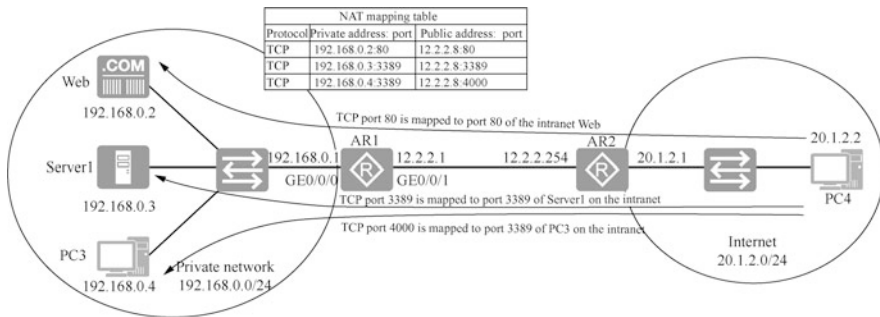 NAT mapping table
Protocol Private address: port Public address: port
TCP 192.168.0.2:80 12.2.2.8:80
TCP 192.168.0.3:3389 12.2.2.8:3389
TCP 192.168.0.4:3389 12.2.2.8:4000
.COM
Web
192.168.0.2
TCP port 80 is mapped to port 80 of the intranet Web
20.1.2.2
AR1
AR2
Server1
192.168.0.1
12.2.2.1
12.2.2.254
20.1.2.1
R
R
GE0/0/0
GE0/0/1
PC4
192.168.0.3
TCP port 3389 is mapped to port 3389 of Server1 on the intranet
TCP port 4000 is mapped to port 3389 of PC3 on the intranet
PC3
Private network
192.168.0.0/24
192.168.0.4
Internet
20.1.2.0/24